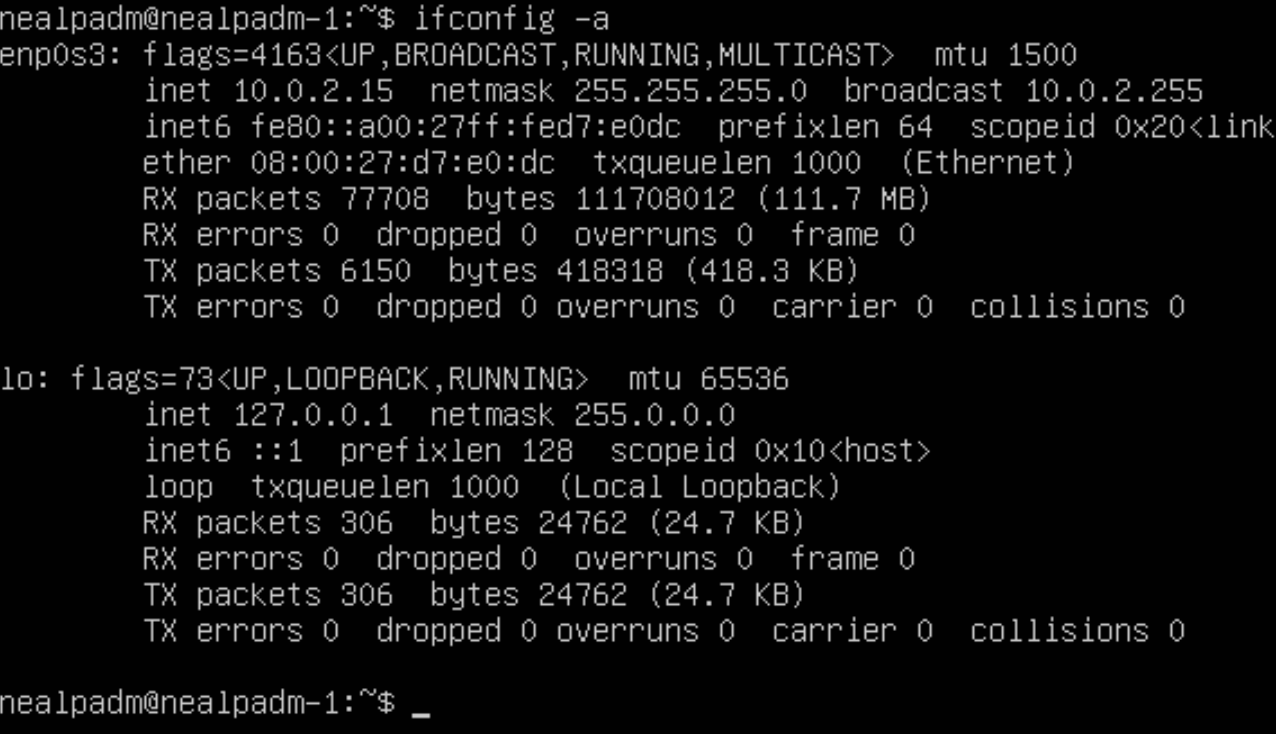 nealpadm@nealpadm-1:~$ ifconfig -a
enp0s3: flags=4163<UP,BROADCAST,RUNNING,MULTICAST>  mtu 1500
        inet 10.0.2.15  netmask 255.255.255.0  broadcast 10.0.2.255
        inet6 fe80::a00:27ff:fed7:e0dc  prefixlen 64  scopeid 0x20<link
        ether 08:00:27:d7:e0:dc  txqueuelen 1000  (Ethernet)
        RX packets 77708  bytes 111708012 (111.7 MB)
        RX errors 0  dropped 0  overruns 0  frame 0
        TX packets 6150  bytes 418318 (418.3 KB)
        TX errors 0  dropped 0 overruns 0  carrier 0  collisions 0

lo: flags=73<UP,LOOPBACK,RUNNING>  mtu 65536
        inet 127.0.0.1  netmask 255.0.0.0
        inet6 ::1  prefixlen 128  scopeid 0x10<host>
        loop  txqueuelen 1000  (Local Loopback)
        RX packets 306  bytes 24762 (24.7 KB)
        RX errors 0  dropped 0  overruns 0  frame 0
        TX packets 306  bytes 24762 (24.7 KB)
        TX errors 0  dropped 0 overruns 0  carrier 0  collisions 0

nealpadm@nealpadm-1:~$ _